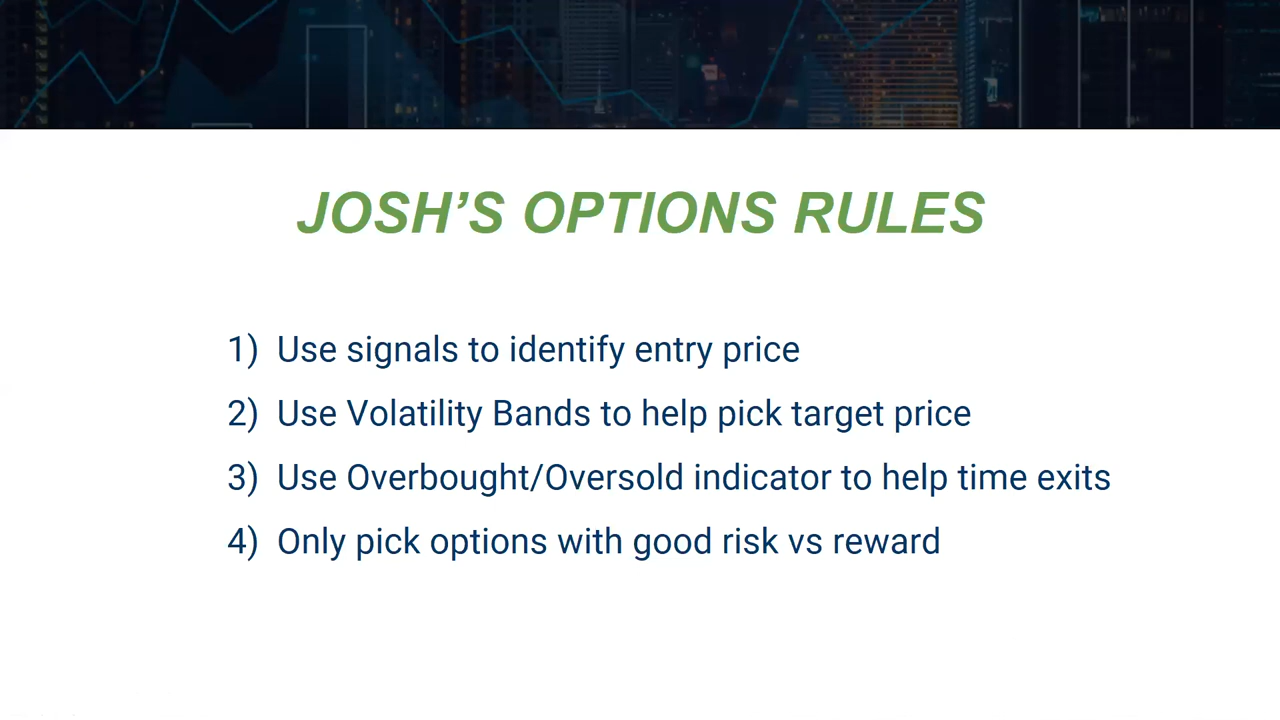 JOSH’S OPTIONS RULES
1) Use signals to identify entry price
2) Use Volatility Bands to help pick target price
3) Use Overbought/Oversold indicator to help time exits
4) Only pick options with good risk vs reward